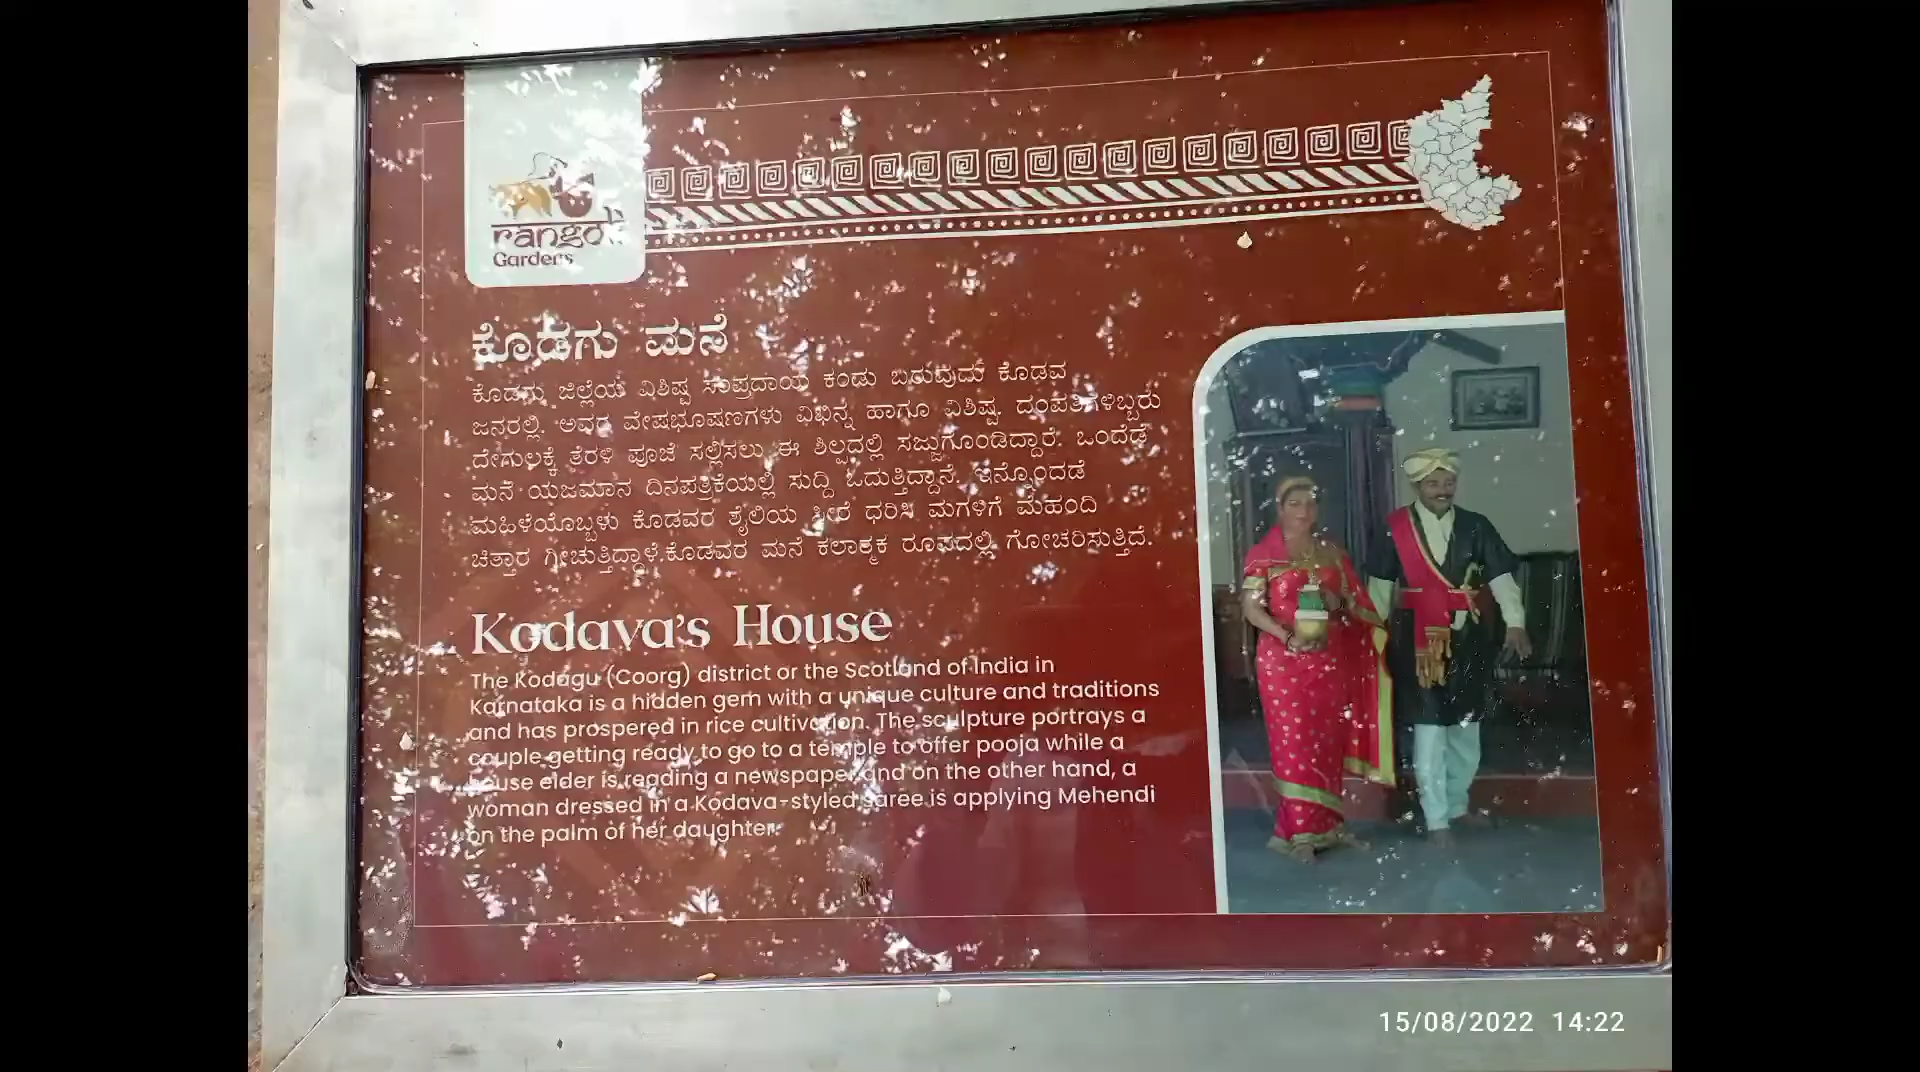 rangoli
Gardens
ಕೊಡಗು ಮನೆ
ಕೊಡಗು ಜಿಲ್ಲೆಯ ವಿಶಿಷ್ಟ ಸಂಪ್ರದಾಯ ಕಂಡು ಬರುವುದು ಕೊಡವ
ಜನರಲ್ಲಿ. ಅವರ ವೇಷಭೂಷಣಗಳು ವಿಭಿನ್ನ ಹಾಗೂ ವಿಶಿಷ್ಟ. ದಂಪತಿಗಳಿಬ್ಬರು
ದೇಗುಲಕ್ಕೆ ತೆರಳಿ ಪೂಜೆ ಸಲ್ಲಿಸಲು ಈ ಶಿಲ್ಪದಲ್ಲಿ ಸಜ್ಜುಗೊಂಡಿದ್ದಾರೆ. ಒಂದೆಡೆ
ಮನೆ ಯಜಮಾನ ದಿನಪತ್ರಿಕೆಯಲ್ಲಿ ಸುದ್ದಿ ಓದುತ್ತಿದ್ದಾನೆ. ಇನ್ನೊಂದಡೆ
ಮಹಿಳೆಯೊಬ್ಬಳು ಕೊಡವರ ಶೈಲಿಯ ಸೀರೆ ಧರಿಸಿ ಮಗಳಿಗೆ ಮೆಹಂದಿ
ಚಿತ್ತಾರ ಗೀಚುತ್ತಿದ್ದಾಳೆ.ಕೊಡವರ ಮನೆ ಕಲಾತ್ಮಕ ರೂಪದಲ್ಲಿ ಗೋಚರಿಸುತ್ತಿದೆ.
Kodava's House
The Kodagu (Coorg) district or the Scotland of India in
Karnataka is a hidden gem with a unique culture and traditions
and has prospered in rice cultivation. The sculpture portrays a
couple getting ready to go to a temple to offer pooja while a
house elder is reading a newspaper and on the other hand, a
woman dressed in a Kodava-styled saree is applying Mehendi
on the palm of her daughter.
15/08/2022 14:22